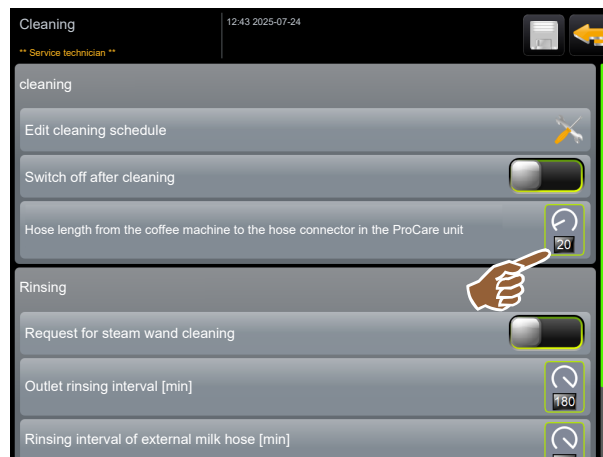 Cleaning
12:43 2025-07-24
** Service technician **
cleaning
Edit cleaning schedule
Switch off after cleaning
Hose length from the coffee machine to the hose connector in the ProCare unit
20
Rinsing
Request for steam wand cleaning
Outlet rinsing interval [min]
180
Rinsing interval of external milk hose [min]